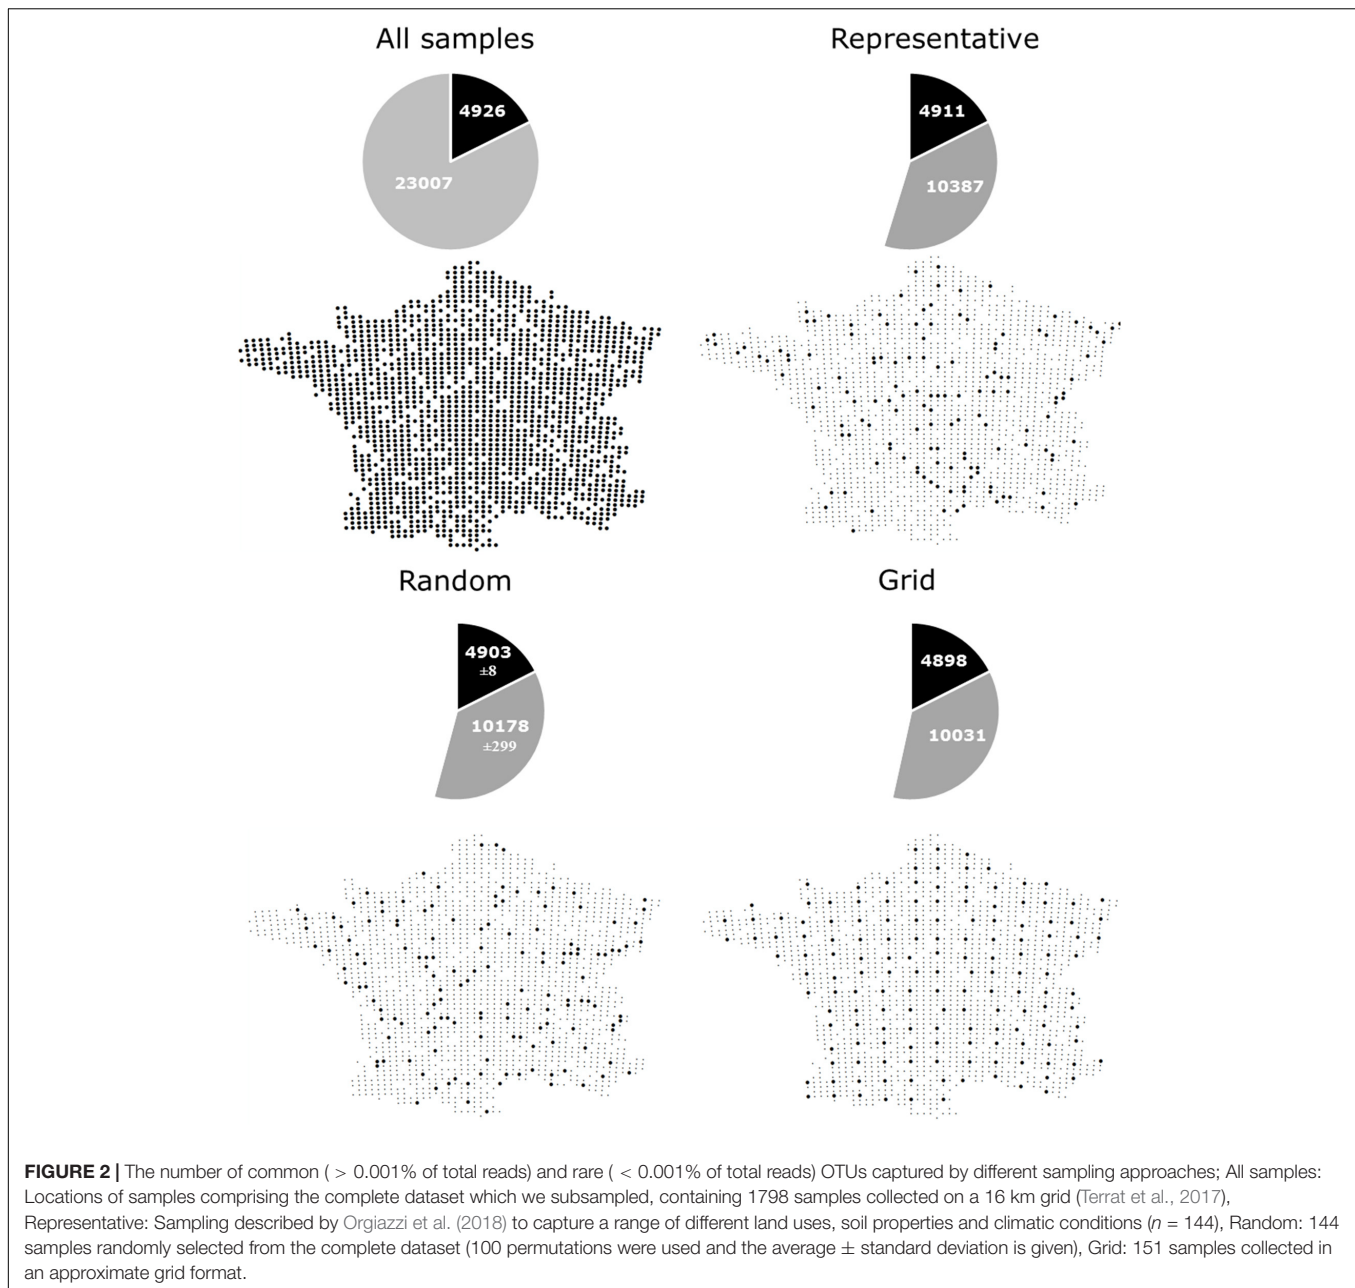 All samples
4926
23007
Representative
4911
10387
Random
4903
±8
10178
±299
Grid
4898
10031
FIGURE 2 | The number of common ( > 0.001% of total reads) and rare ( < 0.001% of total reads) OTUs captured by different sampling approaches; All samples:
Locations of samples comprising the complete dataset which we subsampled, containing 1798 samples collected on a 16 km grid (Terrat et al., 2017),
Representative: Sampling described by Orgiazzi et al. (2018) to capture a range of different land uses, soil properties and climatic conditions (n = 144), Random: 144
samples randomly selected from the complete dataset (100 permutations were used and the average ± standard deviation is given), Grid: 151 samples collected in
an approximate grid format.